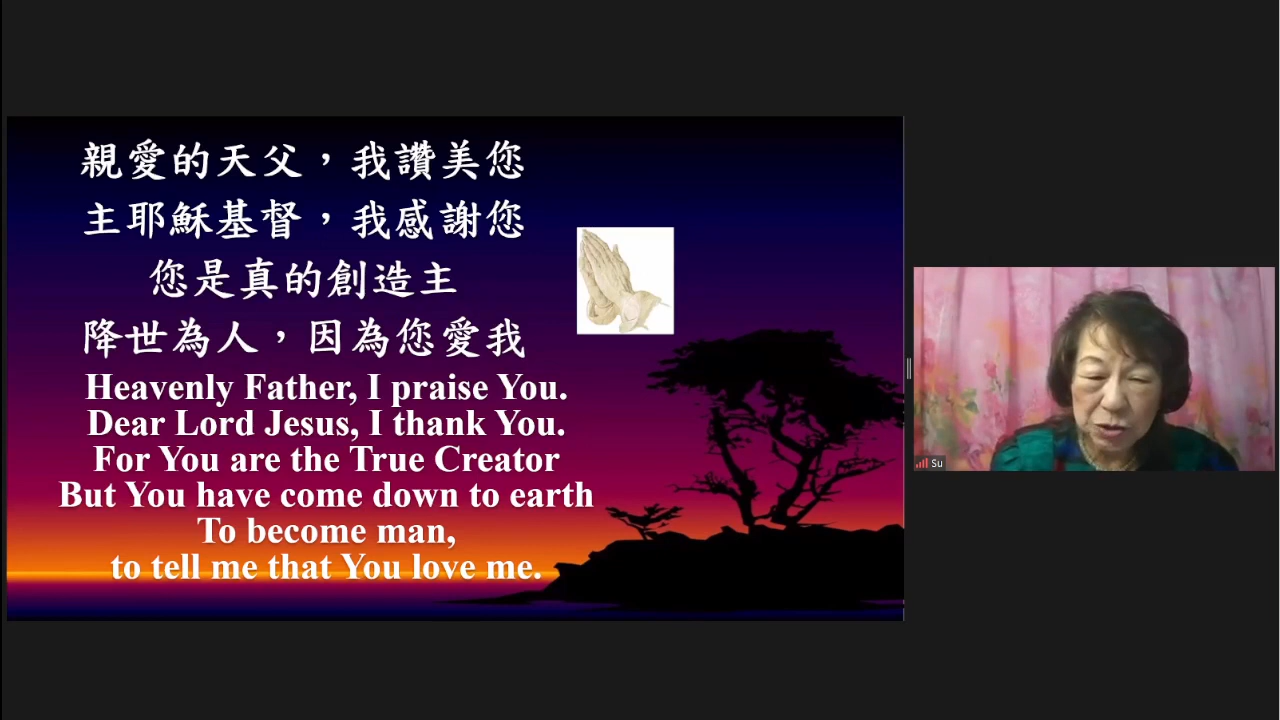 親愛的天父，我讚美您
主耶穌基督，我感謝您
您是真的創造主
降世為人，因為您愛我
Heavenly Father, I praise You.
Dear Lord Jesus, I thank You.
For You are the True Creator
But You have come down to earth
To become man,
to tell me that You love me.
Su